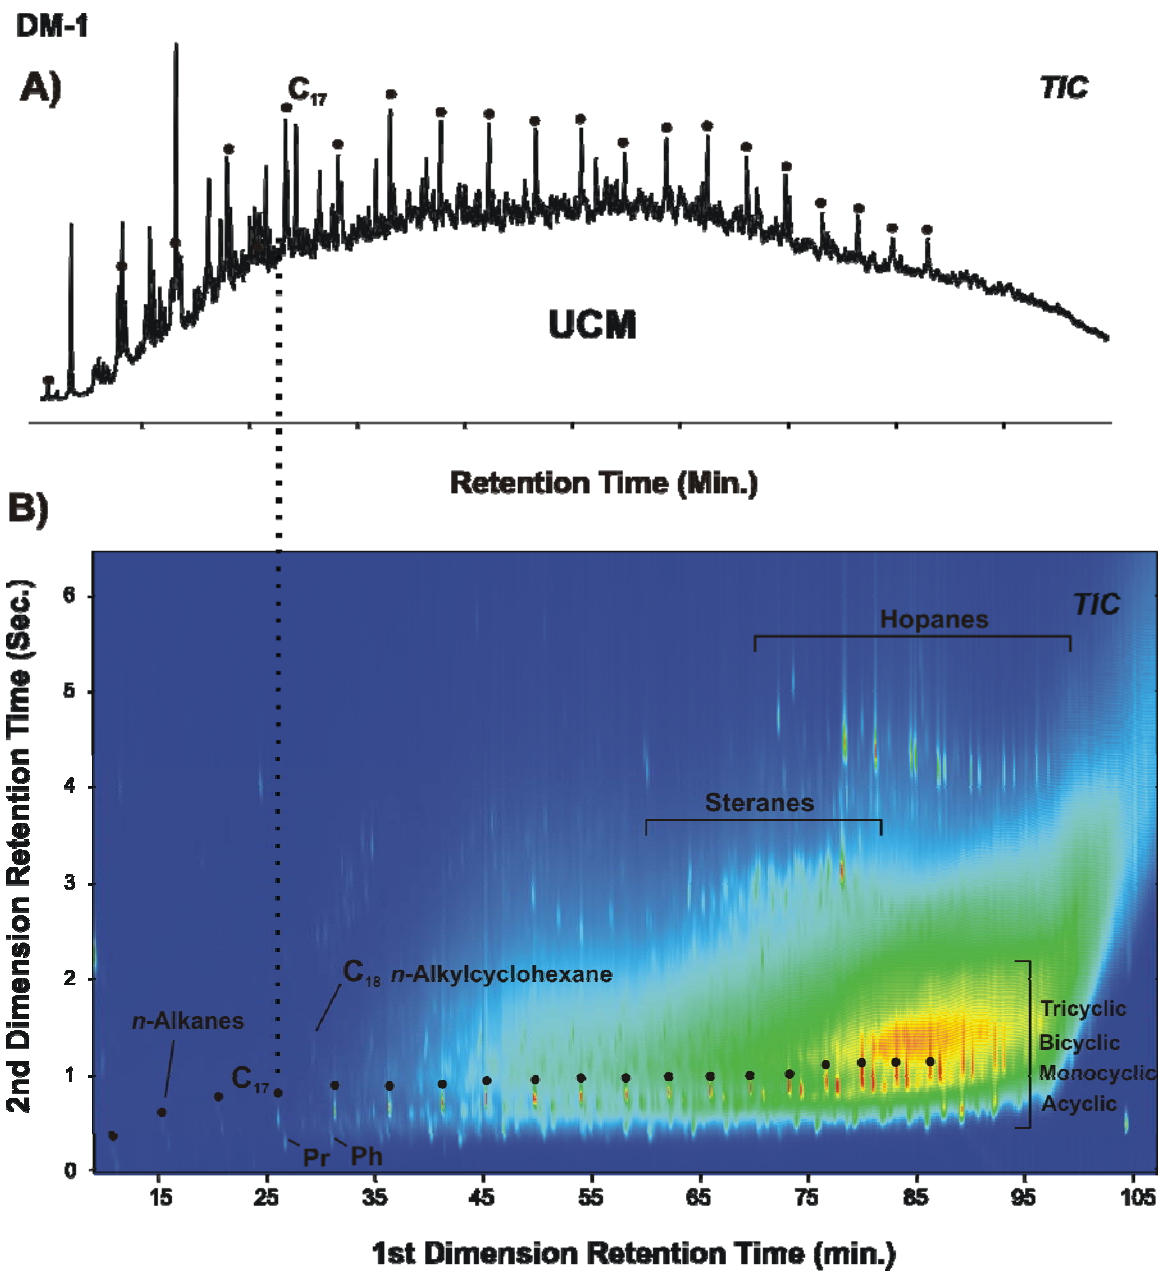 DM-1
A)
C17
TIC
UCM
Retention Time (Min.)
B)
2nd Dimension Retention Time (Sec.)
6
5
4
3
2
1
0
TIC
Hopanes
Steranes
C18 n-Alkylcyclohexane
n-Alkanes
C17
Pr
Ph
Tricyclic
Bicyclic
Monocyclic
Acyclic
15 25 35 45 55 65 75 85 95 105
1st Dimension Retention Time (min.)